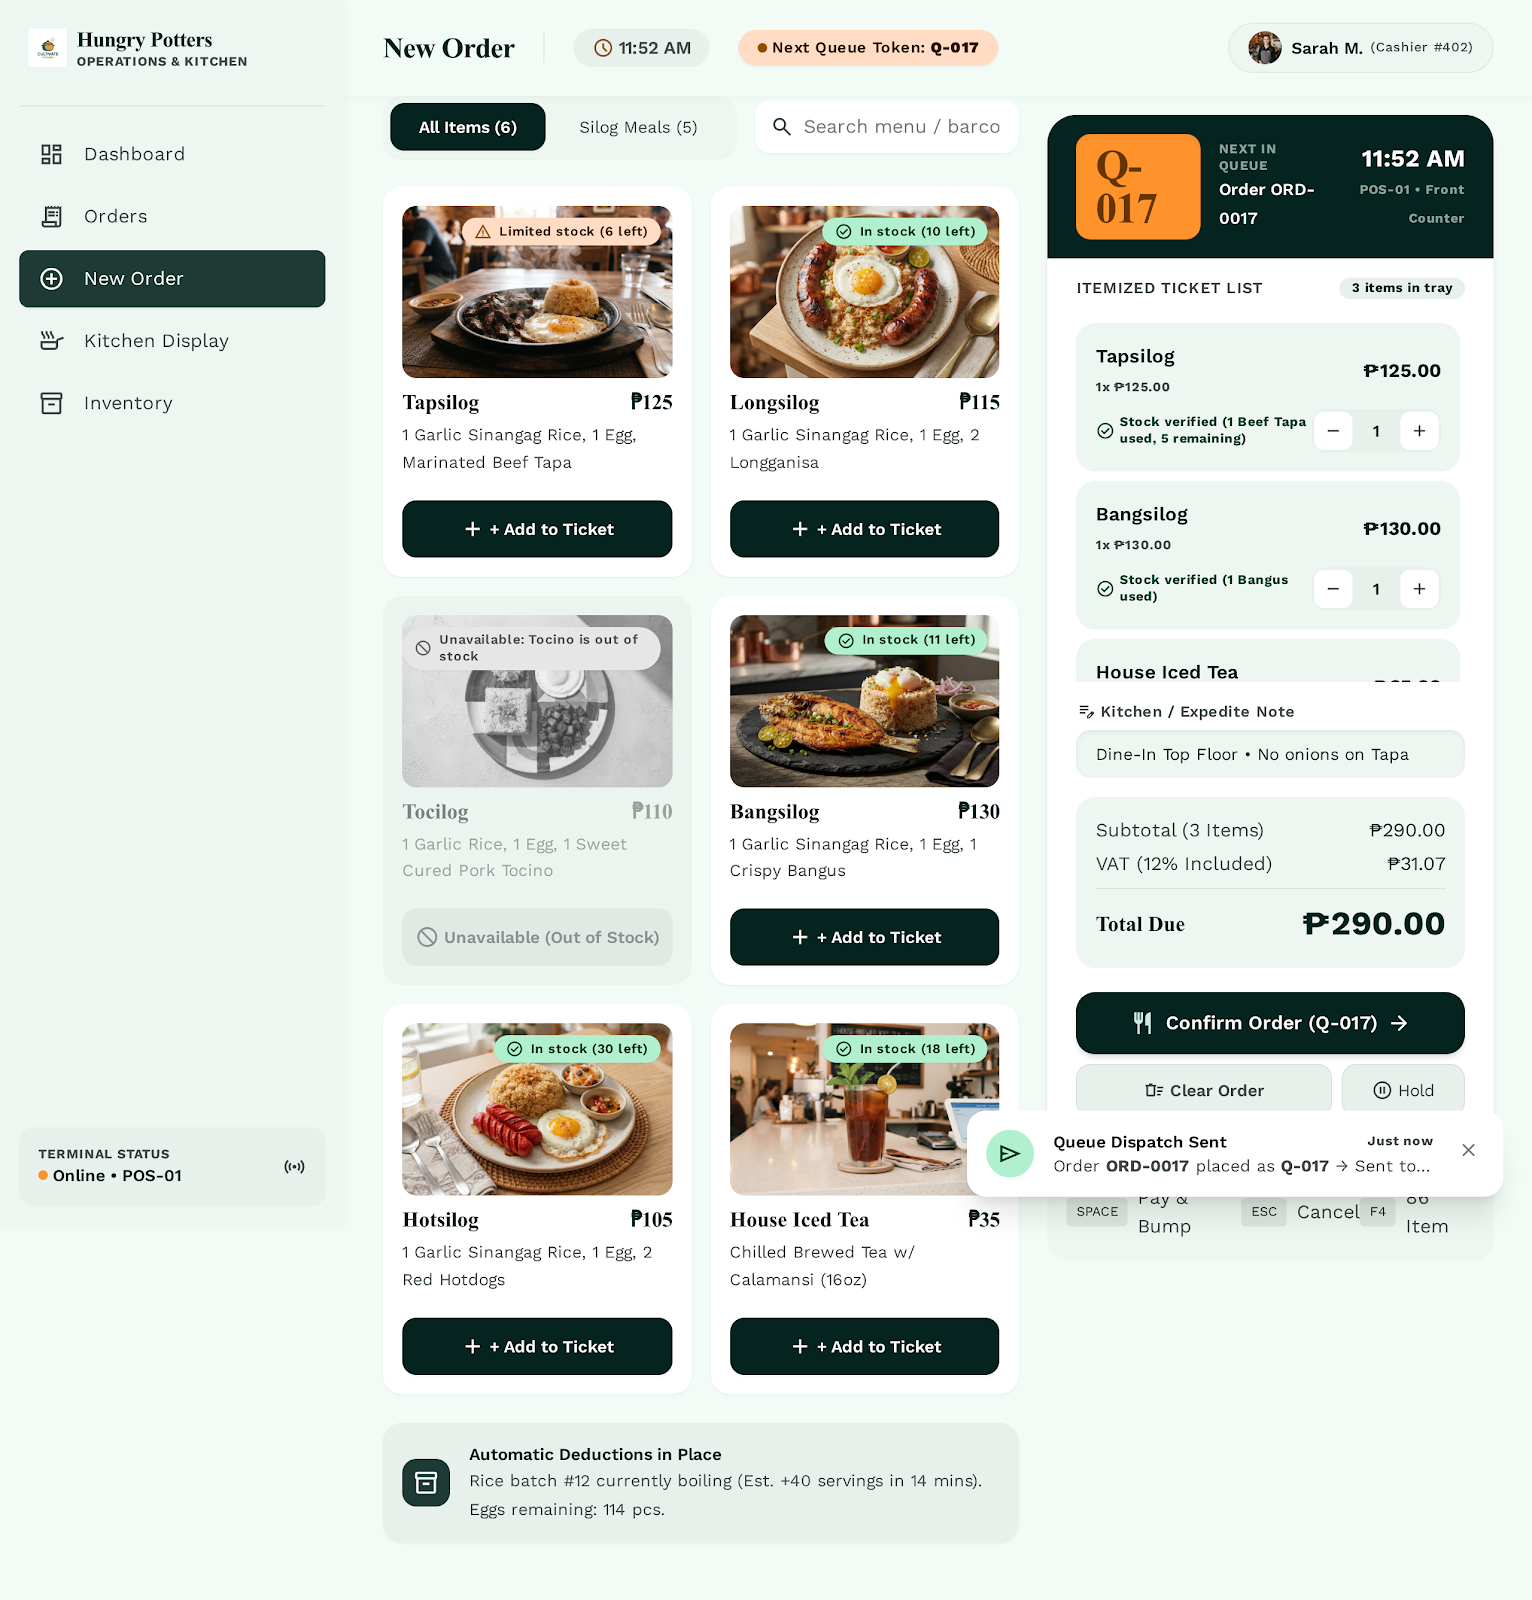 Hungry Potters
OPERATIONS & KITCHEN
Dashboard
Orders
New Order
Kitchen Display
Inventory
TERMINAL STATUS
Online • POS-01
New Order
11:52 AM
Next Queue Token: Q-017
Sarah M. (Cashier #402)
All Items (6)
Silog Meals (5)
Search menu / barco
Limited stock (6 left)
Tapsilog ₱125
1 Garlic Sinangag Rice, 1 Egg,
Marinated Beef Tapa
+ + Add to Ticket
In stock (10 left)
Longsilog ₱115
1 Garlic Sinangag Rice, 1 Egg, 2
Longganisa
+ + Add to Ticket
Unavailable: Tocino is out of
stock
Tocilog ₱110
1 Garlic Rice, 1 Egg, 1 Sweet
Cured Pork Tocino
Unavailable (Out of Stock)
In stock (11 left)
Bangsilog ₱130
1 Garlic Sinangag Rice, 1 Egg, 1
Crispy Bangus
+ + Add to Ticket
In stock (30 left)
Hotsilog ₱105
1 Garlic Sinangag Rice, 1 Egg, 2
Red Hotdogs
+ + Add to Ticket
In stock (18 left)
House Iced Tea ₱35
Chilled Brewed Tea w/
Calamansi (16oz)
+ + Add to Ticket
Automatic Deductions in Place
Rice batch #12 currently boiling (Est. +40 servings in 14 mins).
Eggs remaining: 114 pcs.
Q-
017
NEXT IN
QUEUE
Order ORD-
0017
11:52 AM
POS-01 • Front
Counter
ITEMIZED TICKET LIST
3 items in tray
Tapsilog
1x ₱125.00
₱125.00
Stock verified (1 Beef Tapa
used, 5 remaining)
− 1 +
Bangsilog
1x ₱130.00
₱130.00
Stock verified (1 Bangus
used)
− 1 +
House Iced Tea
Kitchen / Expedite Note
Dine-In Top Floor • No onions on Tapa
Subtotal (3 Items) ₱290.00
VAT (12% Included) ₱31.07
Total Due ₱290.00
Confirm Order (Q-017) →
Clear Order
Hold
Queue Dispatch Sent
Just now
Order ORD-0017 placed as Q-017 → Sent to...
SPACE Pay &
Bump
ESC Cancel
F4 86
Item